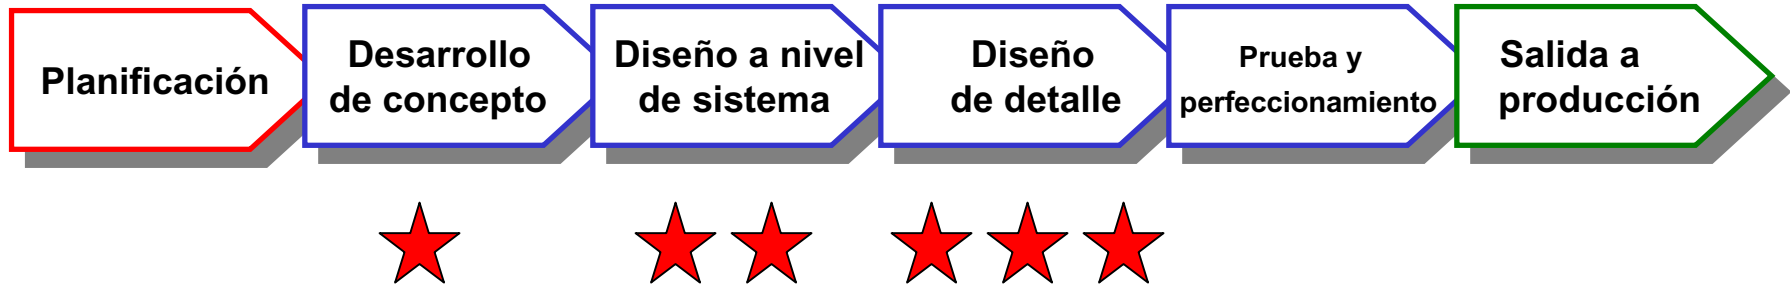 Planificación
Desarrollo
de concepto
Diseño a nivel
de sistema
Diseño
de detalle
Prueba y
perfeccionamiento
Salida a
producción